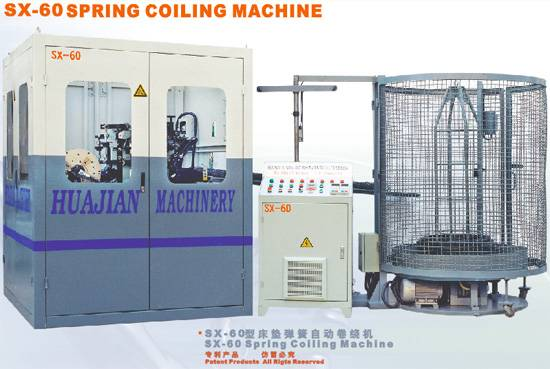 SX-60 SPRING COILING MACHINE
SX-60
HUAJIAN MACHINERY
SX-60
SX-60型床垫弹簧自动卷绕机
SX-60 Spring Coiling Machine
专利产品 仿冒必究
Patent Products All Rigts Reserved